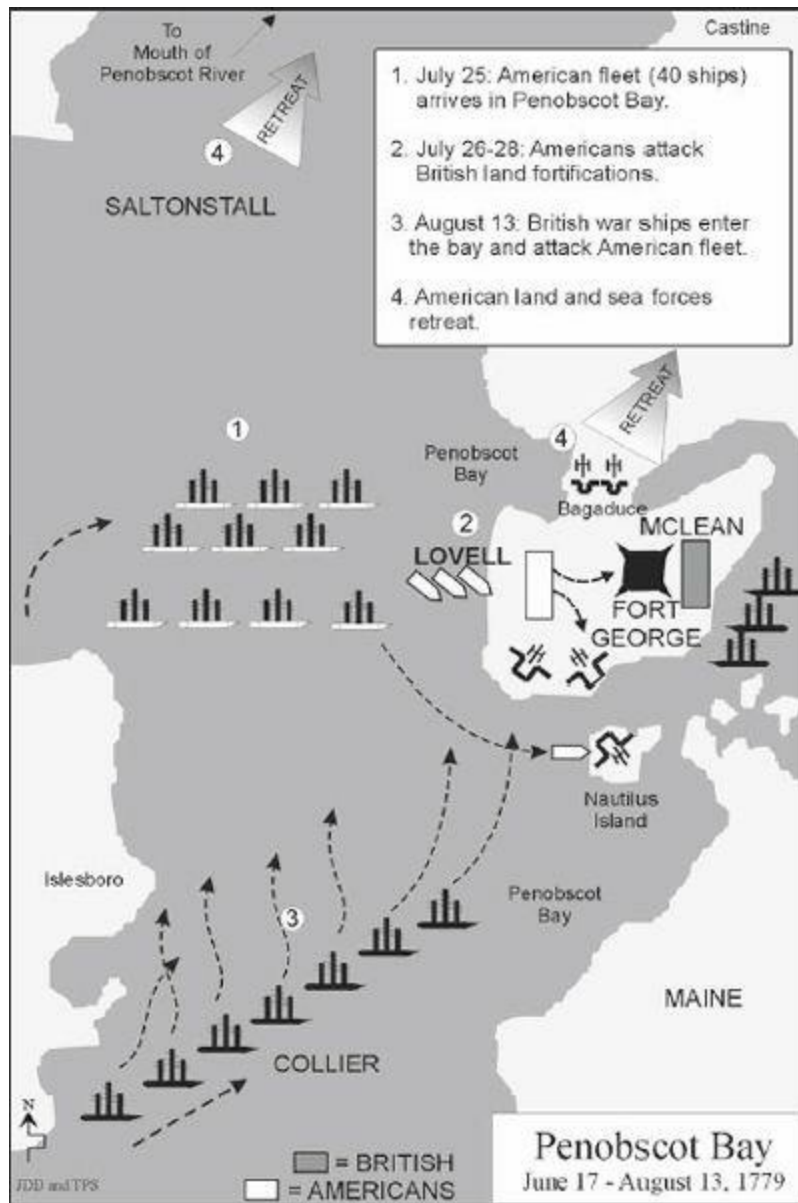 To
Mouth of
Penobscot River
Castine
1. July 25: American fleet (40 ships)
arrives in Penobscot Bay.
2. July 26-28: Americans attack
British land fortifications.
3. August 13: British war ships enter
the bay and attack American fleet.
4. American land and sea forces
retreat.
RETREAT
4
SALTONSTALL
RETREAT
4
1
Penobscot
Bay
Bagaduce
2
LOVELL
MCLEAN
FORT
GEORGE
Nautilus
Island
Islesboro
Penobscot
Bay
3
MAINE
COLLIER
N
JDD and TPS
= BRITISH
= AMERICANS
Penobscot Bay
June 17 - August 13, 1779